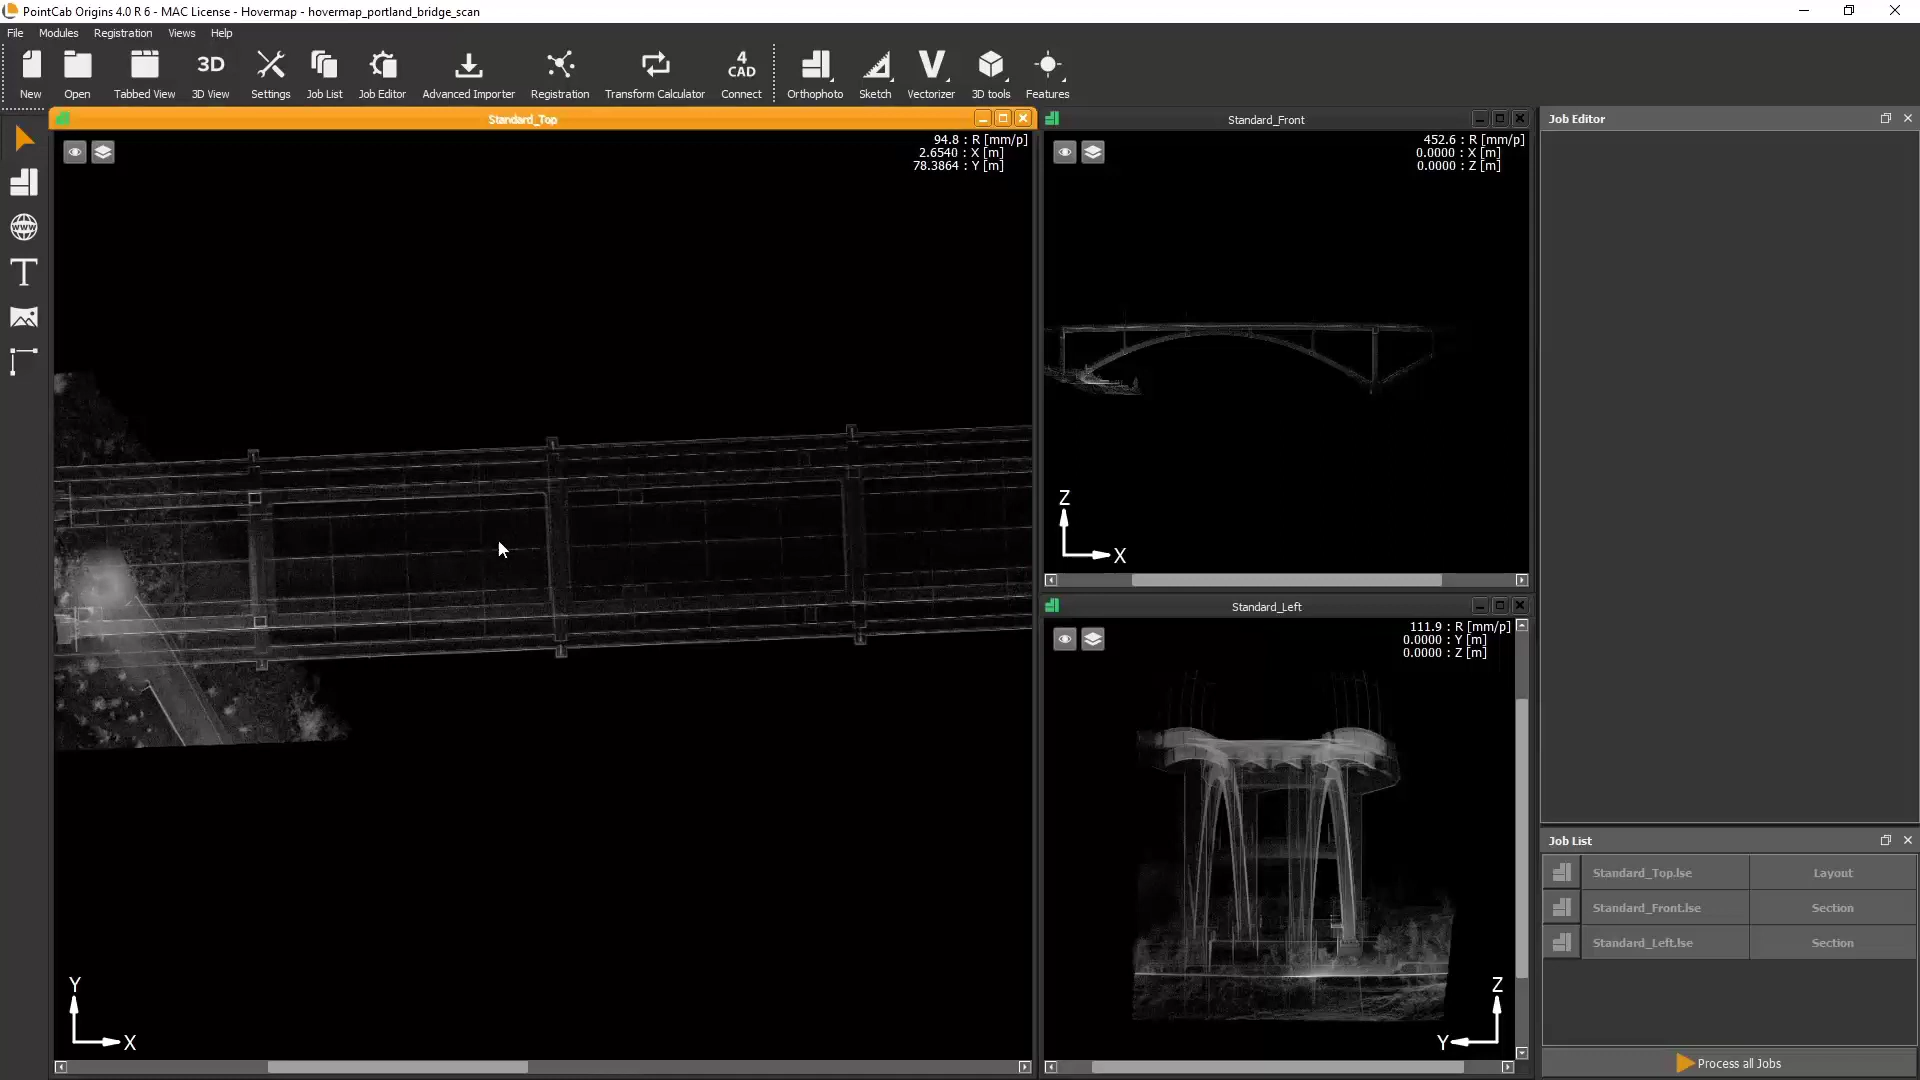 PointCab Origins 4.0 R 6 - MAC License - Hovermap - hovermap_portland_bridge_scan
File Modules Registration Views Help
New Open Tabbed View 3D 3D View Settings Job List Job Editor Advanced Importer Registration Transform Calculator 4 CAD Connect Orthophoto Sketch V Vectorizer 3D tools Features
Standard_Top
94.8 : R [mm/p]
2.6540 : X [m]
78.3864 : Y [m]
Y
X
WWW
T
Standard_Front
452.6 : R [mm/p]
0.0000 : X [m]
0.0000 : Z [m]
Z
X
Standard_Left
111.9 : R [mm/p]
0.0000 : Y [m]
0.0000 : Z [m]
Z
Y
Job Editor
Job List
Standard_Top.lse Layout
Standard_Front.lse Section
Standard_Left.lse Section
Process all Jobs